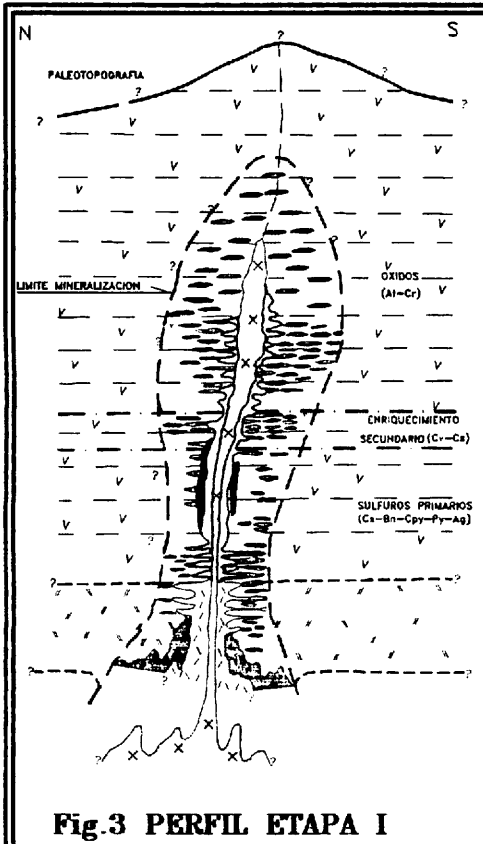 N S
PALEOTOPOGRAFIA
LIMITE MINERALIZACION
OXIDOS
(At-Cr)
ENRIQUECIMIENTO
SECUNDARIO (Cv-Cs)
SULFUROS PRIMARIOS
(Cs-Bn-Cpy-Py-Ag)
Fig.3 PERFIL ETAPA I